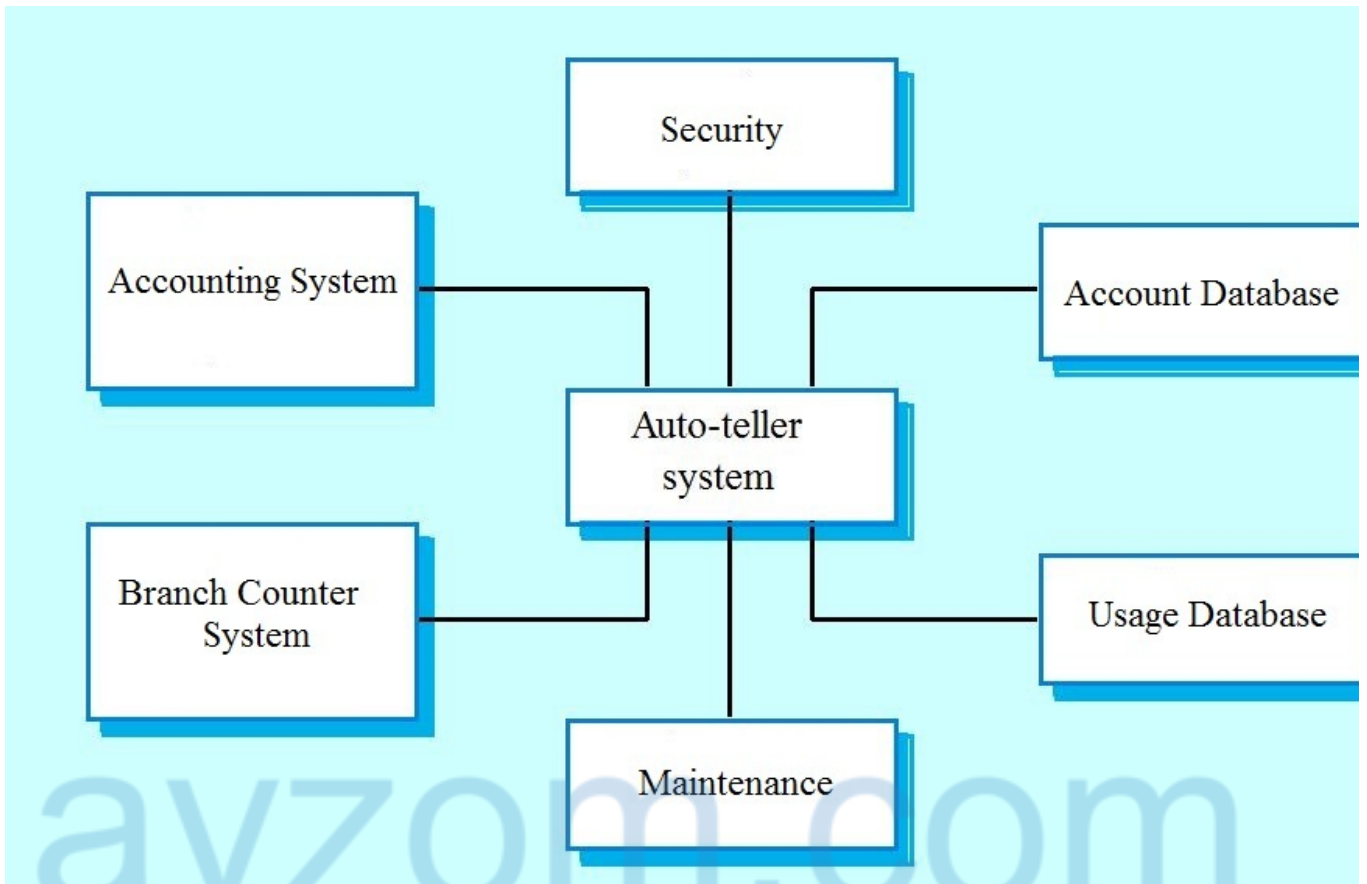 Security
Accounting System
Account Database
Auto-teller
system
Branch Counter
System
Usage Database
Maintenance
avzom.com